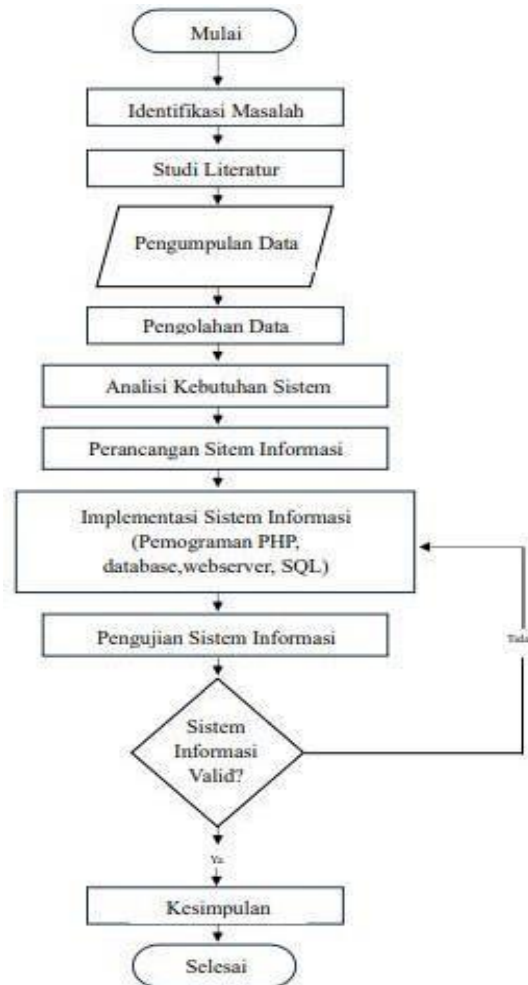 Mulai
Identifikasi Masalah
Studi Literatur
Pengumpulan Data
Pengolahan Data
Analisi Kebutuhan Sistem
Perancangan Sitem Informasi
Implementasi Sistem Informasi
(Pemograman PHP,
database,webserver, SQL)
Pengujian Sistem Informasi
Sistem
Informasi
Valid?
Ya
Kesimpulan
Selesai